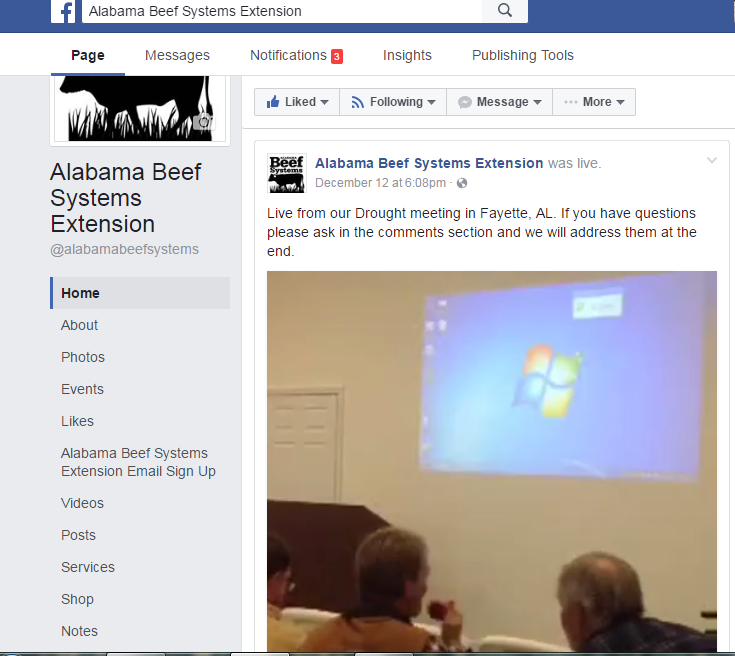 Alabama Beef Systems Extension
Page Messages Notifications 3 Insights Publishing Tools
Liked Following Message More
Alabama Beef
Systems
Extension
@alabamabeefsystems
Home
About
Photos
Events
Likes
Alabama Beef Systems
Extension Email Sign Up
Videos
Posts
Services
Shop
Notes
Beef
Systems
Alabama Beef Systems Extension was live.
December 12 at 6:08pm ·
Live from our Drought meeting in Fayette, AL. If you have questions
please ask in the comments section and we will address them at the
end.